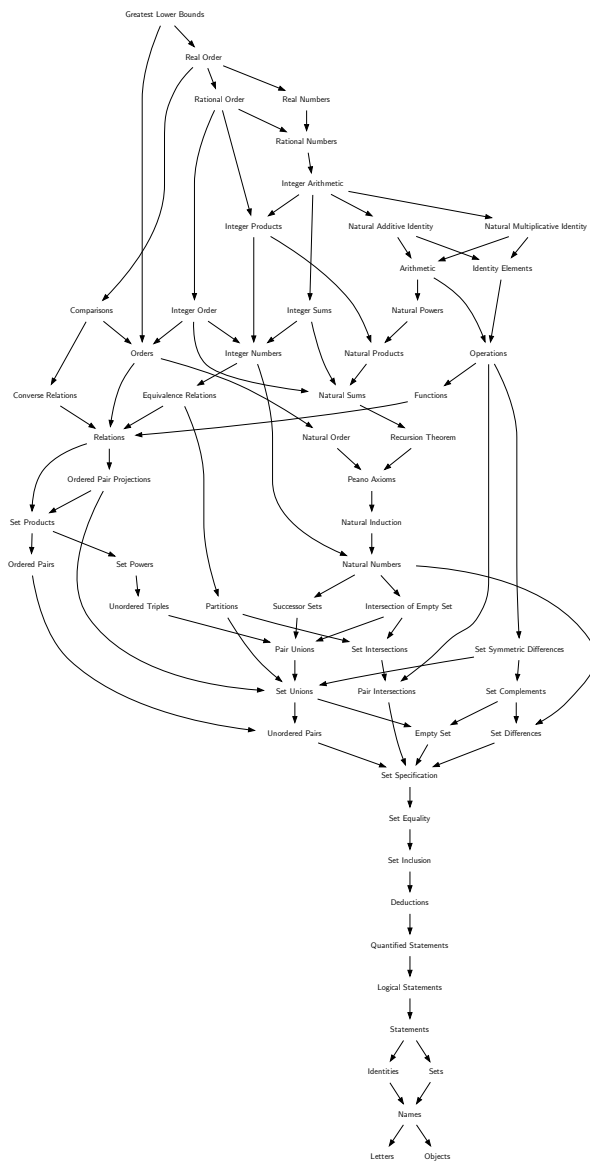 Greatest Lower Bounds
Real Order
Rational Order
Real Numbers
Rational Numbers
Integer Arithmetic
Integer Products
Natural Additive Identity
Natural Multiplicative Identity
Arithmetic
Identity Elements
Comparisons
Integer Order
Integer Sums
Natural Powers
Orders
Integer Numbers
Natural Products
Operations
Converse Relations
Equivalence Relations
Natural Sums
Functions
Relations
Natural Order
Recursion Theorem
Ordered Pair Projections
Peano Axioms
Set Products
Natural Induction
Ordered Pairs
Set Powers
Natural Numbers
Unordered Triples
Partitions
Successor Sets
Intersection of Empty Set
Pair Unions
Set Intersections
Set Symmetric Differences
Set Unions
Pair Intersections
Set Complements
Unordered Pairs
Empty Set
Set Differences
Set Specification
Set Equality
Set Inclusion
Deductions
Quantified Statements
Logical Statements
Statements
Identities
Sets
Names
Letters
Objects